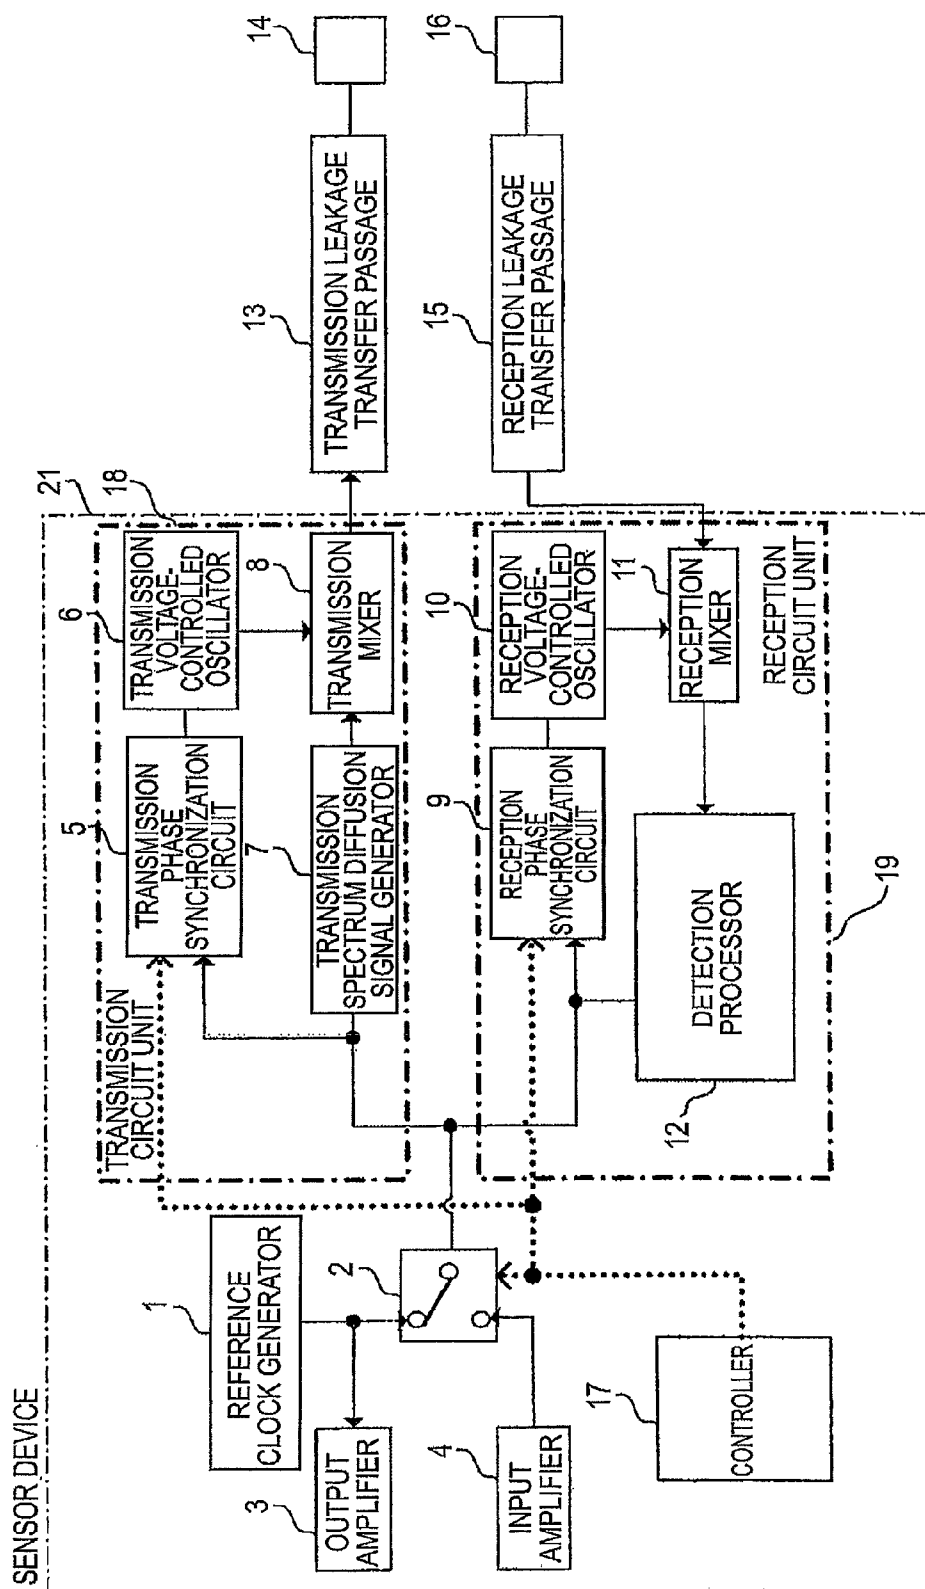 SENSOR DEVICE
21
TRANSMISSION
CIRCUIT UNIT
18
1
REFERENCE
CLOCK GENERATOR
3
OUTPUT
AMPLIFIER
2
4
INPUT
AMPLIFIER
17
CONTROLLER
5
TRANSMISSION
PHASE
SYNCHRONIZATION
CIRCUIT
6
TRANSMISSION
VOLTAGE-
CONTROLLED
OSCILLATOR
7
TRANSMISSION
SPECTRUM DIFFUSION
SIGNAL GENERATOR
8
TRANSMISSION
MIXER
13
TRANSMISSION LEAKAGE
TRANSFER PASSAGE
14
9
RECEPTION
PHASE
SYNCHRONIZATION
CIRCUIT
10
RECEPTION
VOLTAGE-
CONTROLLED
OSCILLATOR
11
RECEPTION
MIXER
12
DETECTION
PROCESSOR
RECEPTION
CIRCUIT UNIT
19
15
RECEPTION LEAKAGE
TRANSFER PASSAGE
16